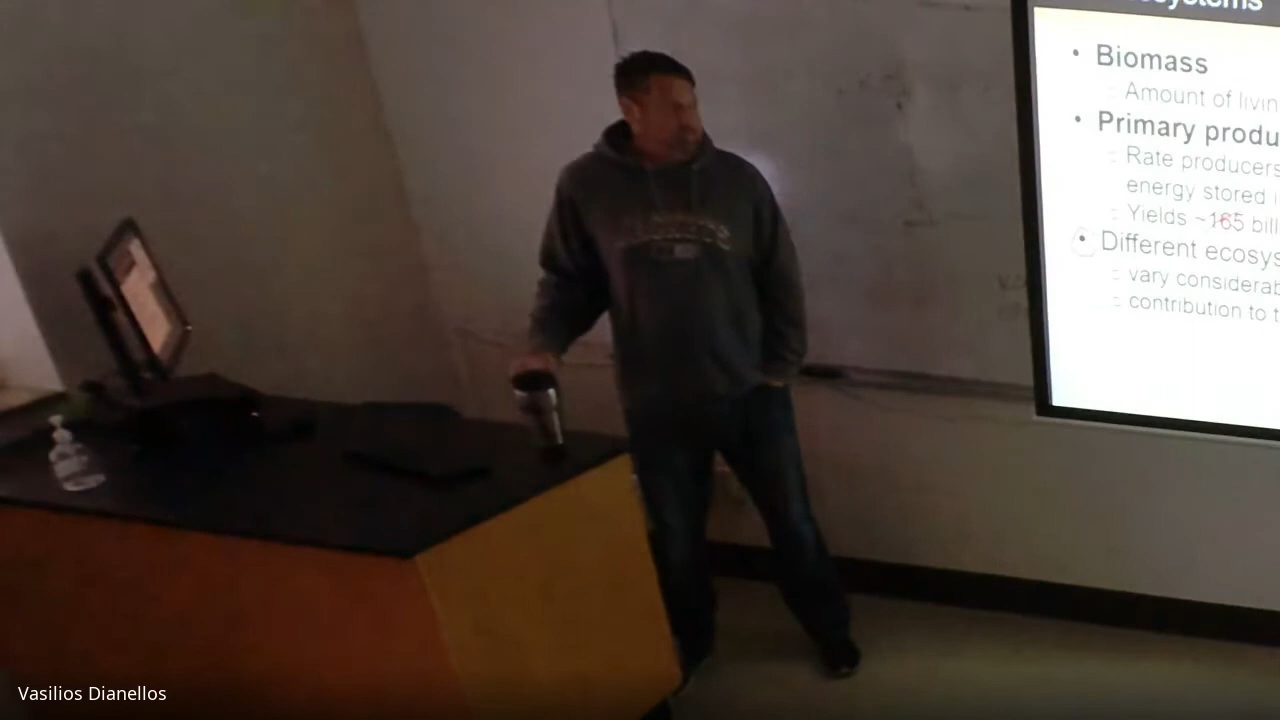 Biomass
Amount of livin
Primary produ
Rate producers
energy stored i
Yields ~165 bill
Different ecosys
vary considerab
contribution to t
Vasilios Dianellos